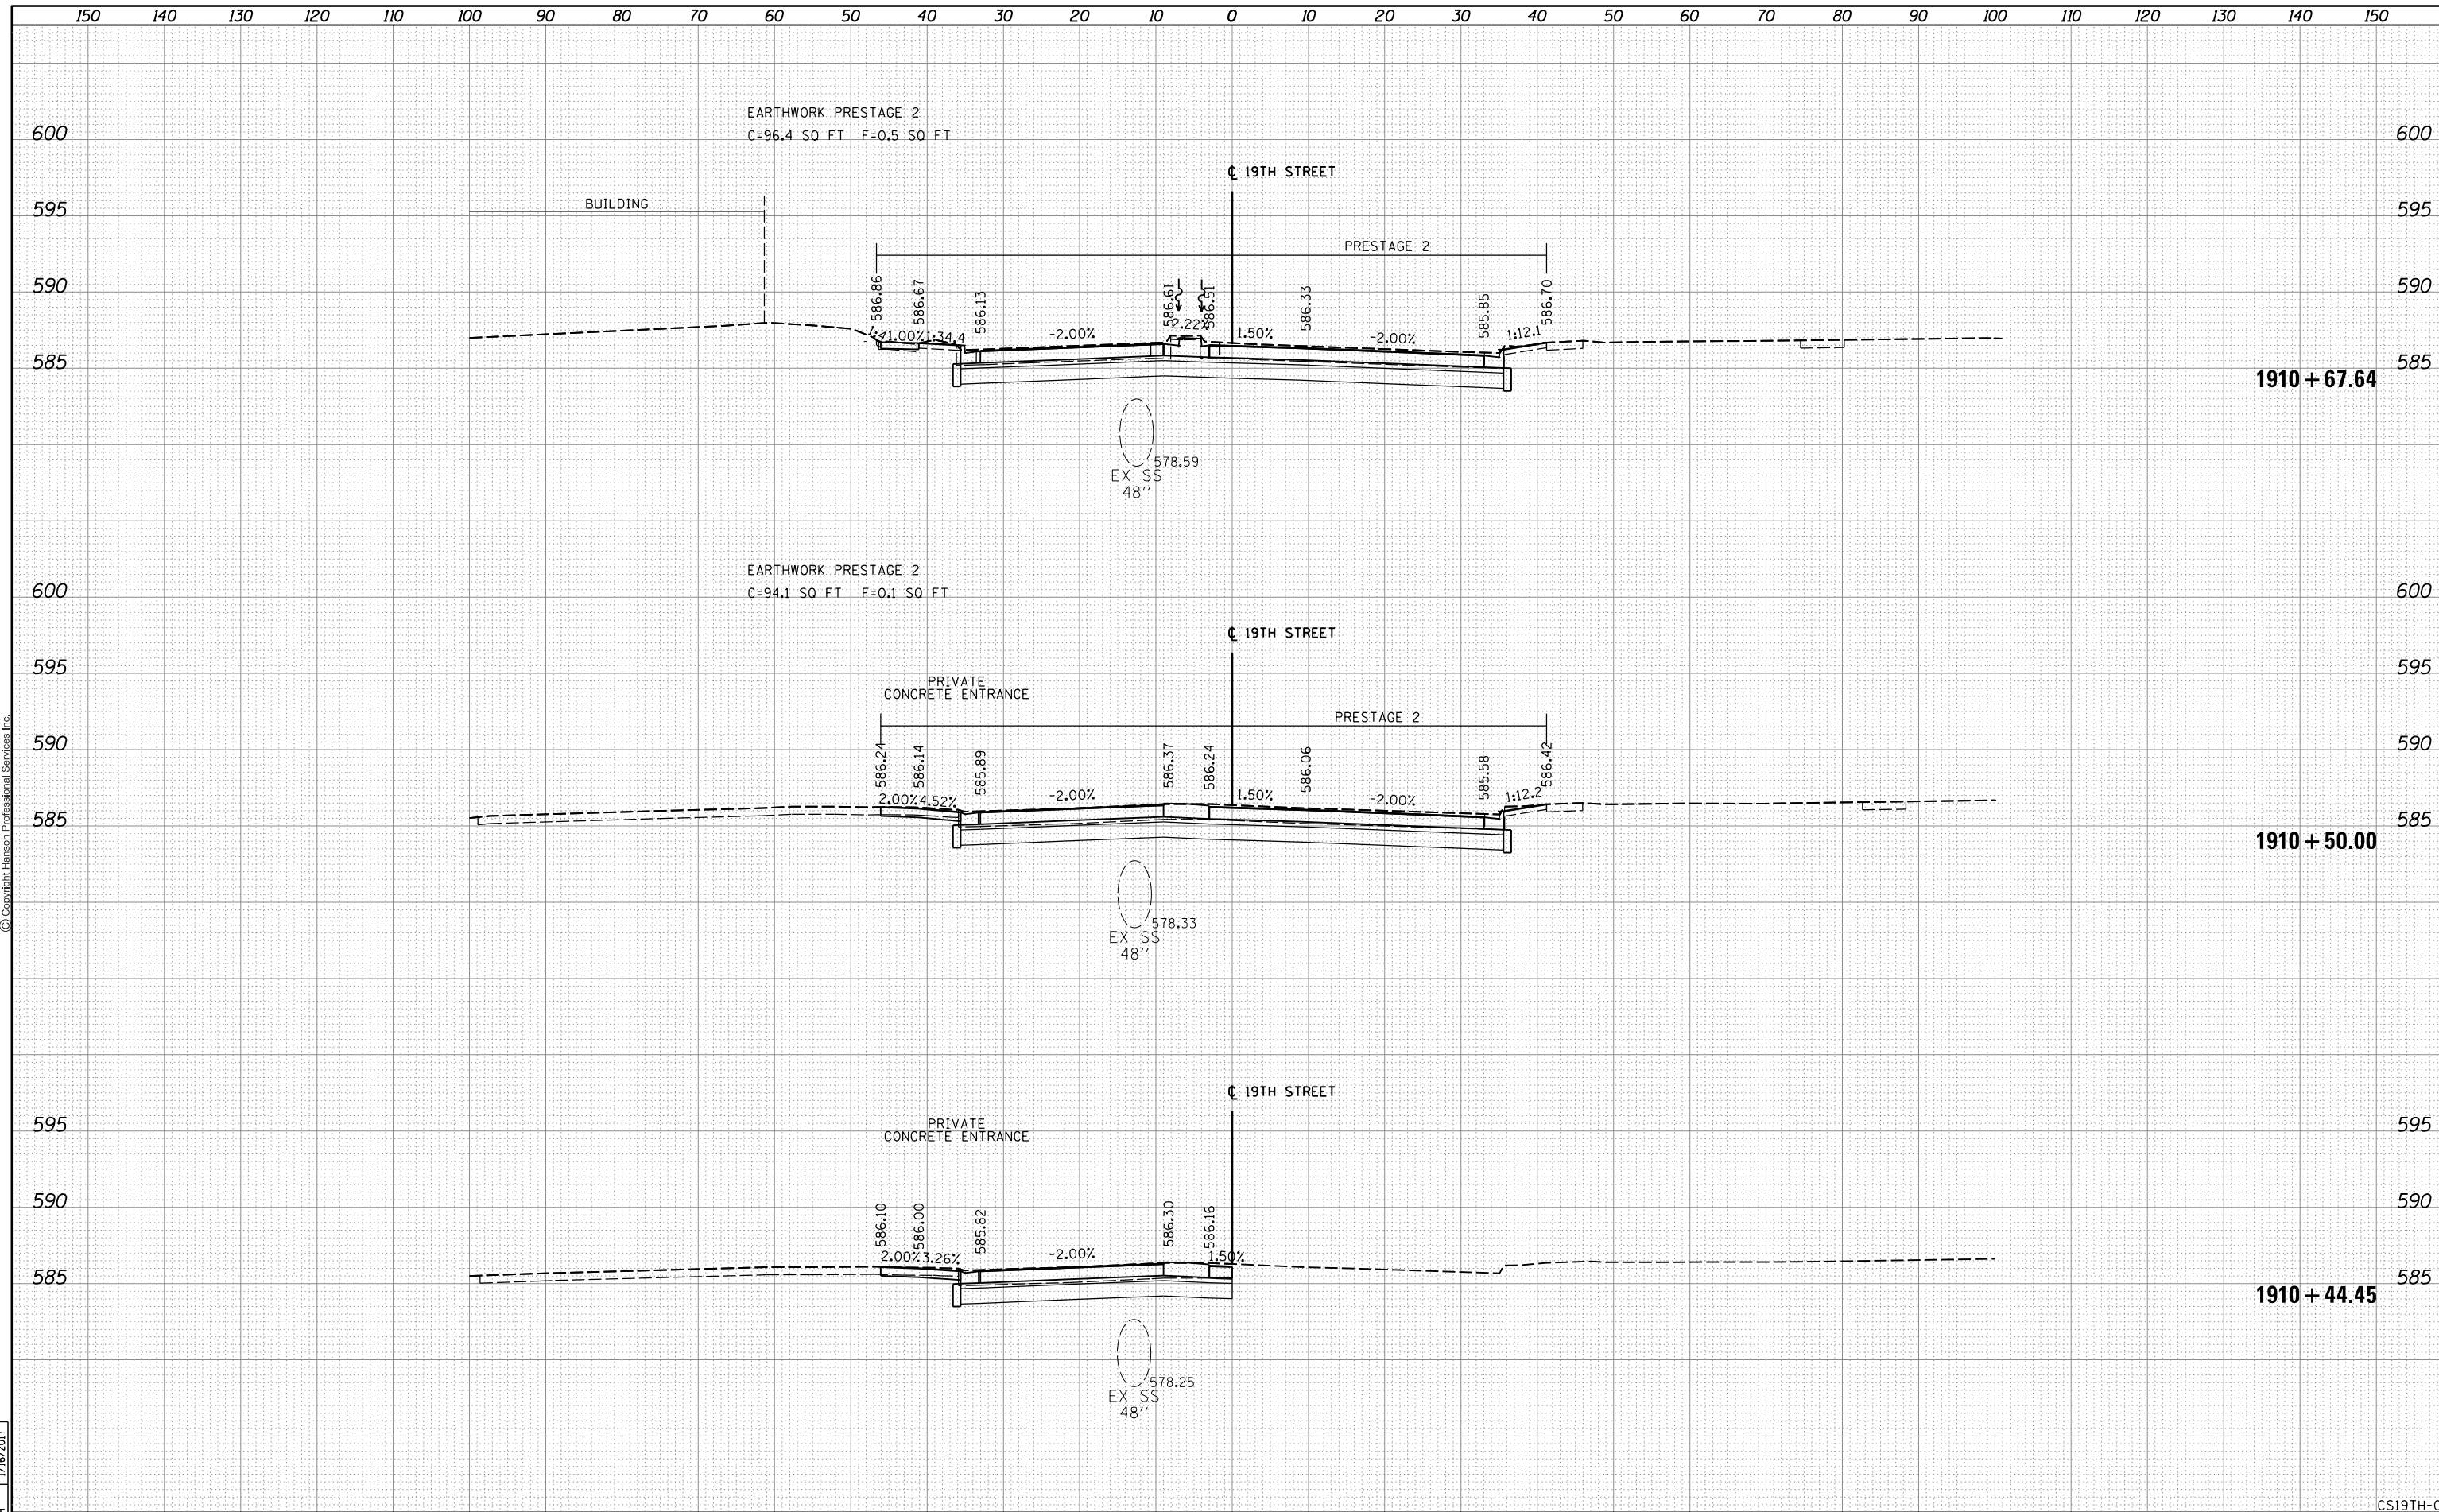 150 140 130 120 110 100 90 80 70 60 50 40 30 20 10 0 10 20 30 40 50 60 70 80 90 100 110 120 130 140 150
EARTHWORK PRESTAGE 2
600 C=96.4 SQ FT F=0.5 SQ FT 600
℄ 19TH STREET
595 BUILDING 595
PRESTAGE 2
590 590
586.86 586.67 586.13 586.61 586.51 586.33 585.85 586.70
1:4 1.00% 1:34.4 -2.00% 2.22% 1.50% -2.00% 1:12.1
585 585
1910+67.64
578.59
EX SS
48"
EARTHWORK PRESTAGE 2
600 C=94.1 SQ FT F=0.1 SQ FT 600
℄ 19TH STREET
595 595
PRIVATE
CONCRETE ENTRANCE
PRESTAGE 2
590 590
586.24 586.14 585.89 586.37 586.24 586.06 585.58 586.42
2.00% 4.52% -2.00% 1.50% -2.00% 1:12.2
585 585
1910+50.00
578.33
EX SS
48"
℄ 19TH STREET
595 595
PRIVATE
CONCRETE ENTRANCE
590 590
586.10 586.00 585.82 586.30 586.16
2.00% 3.26% -2.00% 1.50%
585 585
1910+44.45
578.25
EX SS
48"
© Copyright Hanson Professional Services Inc.